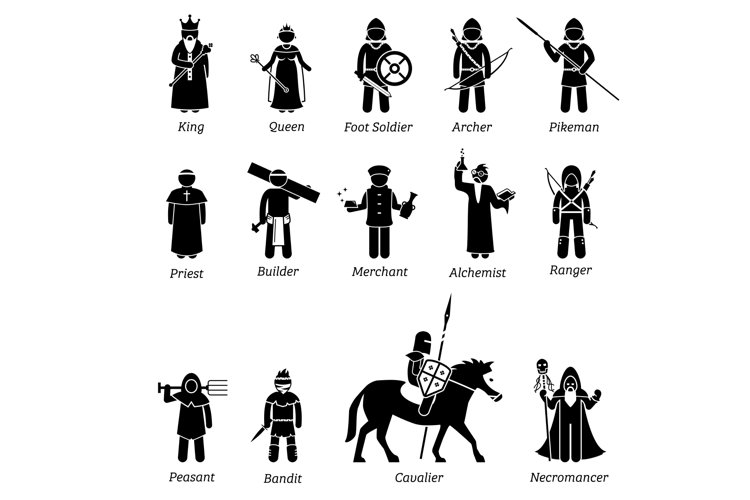 King
Queen
Foot Soldier
Archer
Pikeman
Priest
Builder
Merchant
Alchemist
Ranger
Peasant
Bandit
Cavalier
Necromancer